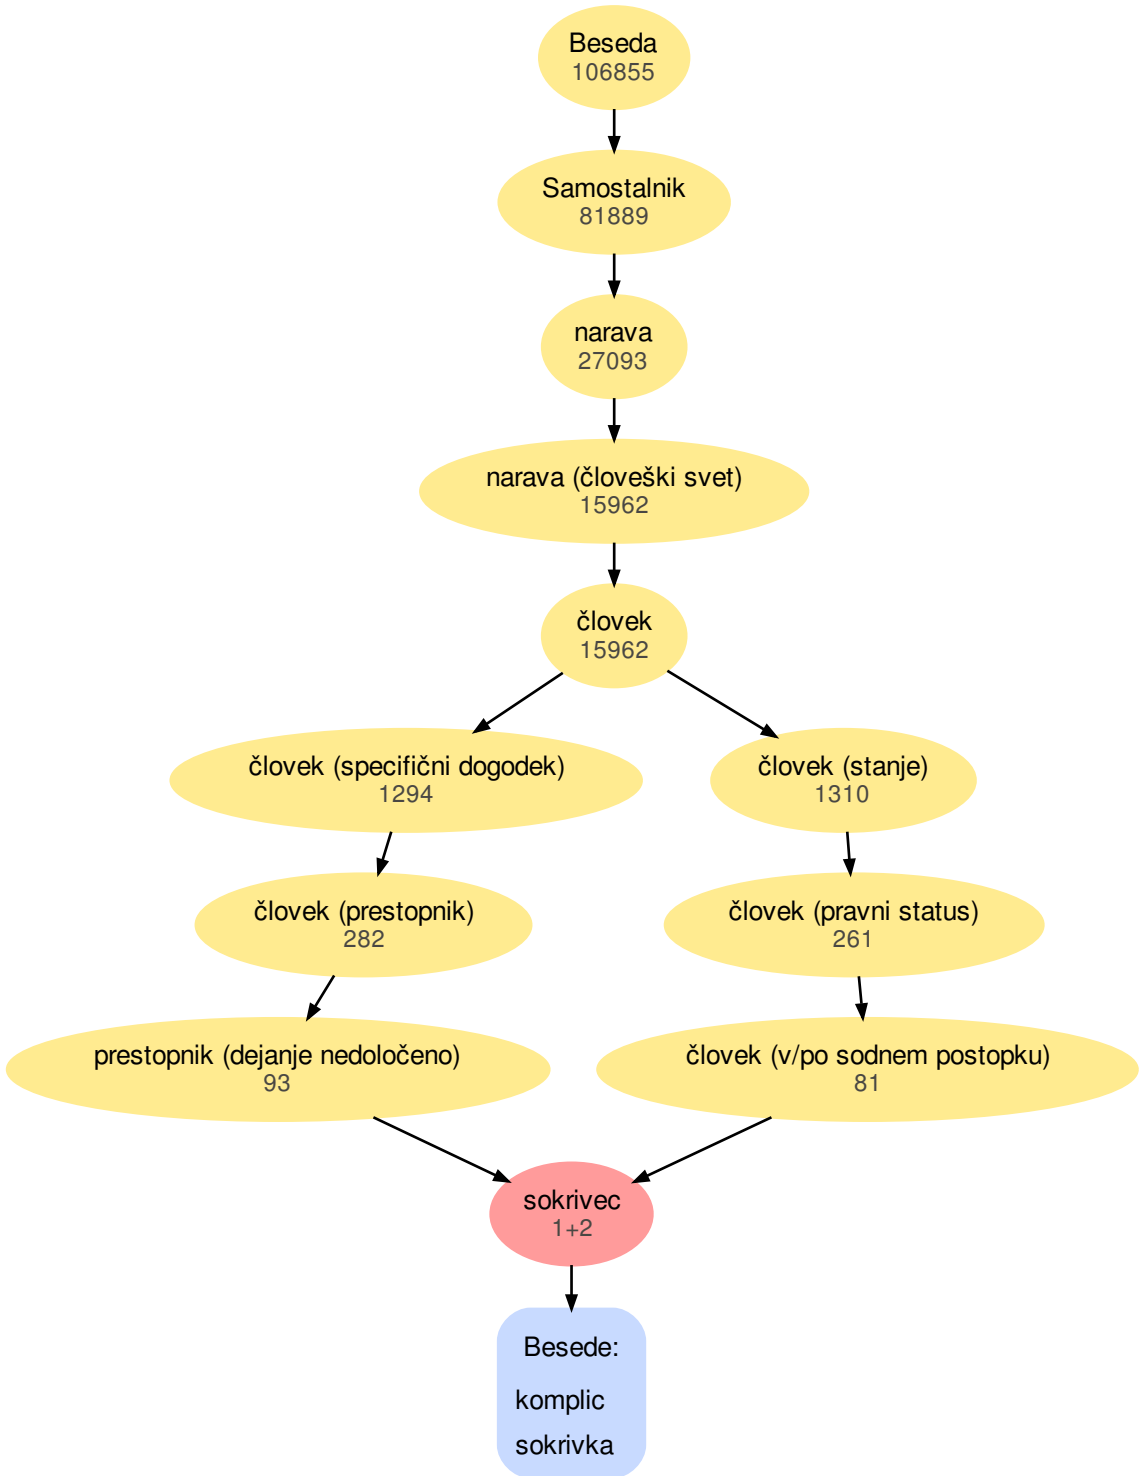 Beseda
106855
Samostalnik
81889
narava
27093
narava (človeški svet)
15962
človek
15962
človek (specifični dogodek)
1294
človek (stanje)
1310
človek (prestopnik)
282
človek (pravni status)
261
prestopnik (dejanje nedoločeno)
93
človek (v/po sodnem postopku)
81
sokrivec
1+2
Besede:
komplic
sokrivka